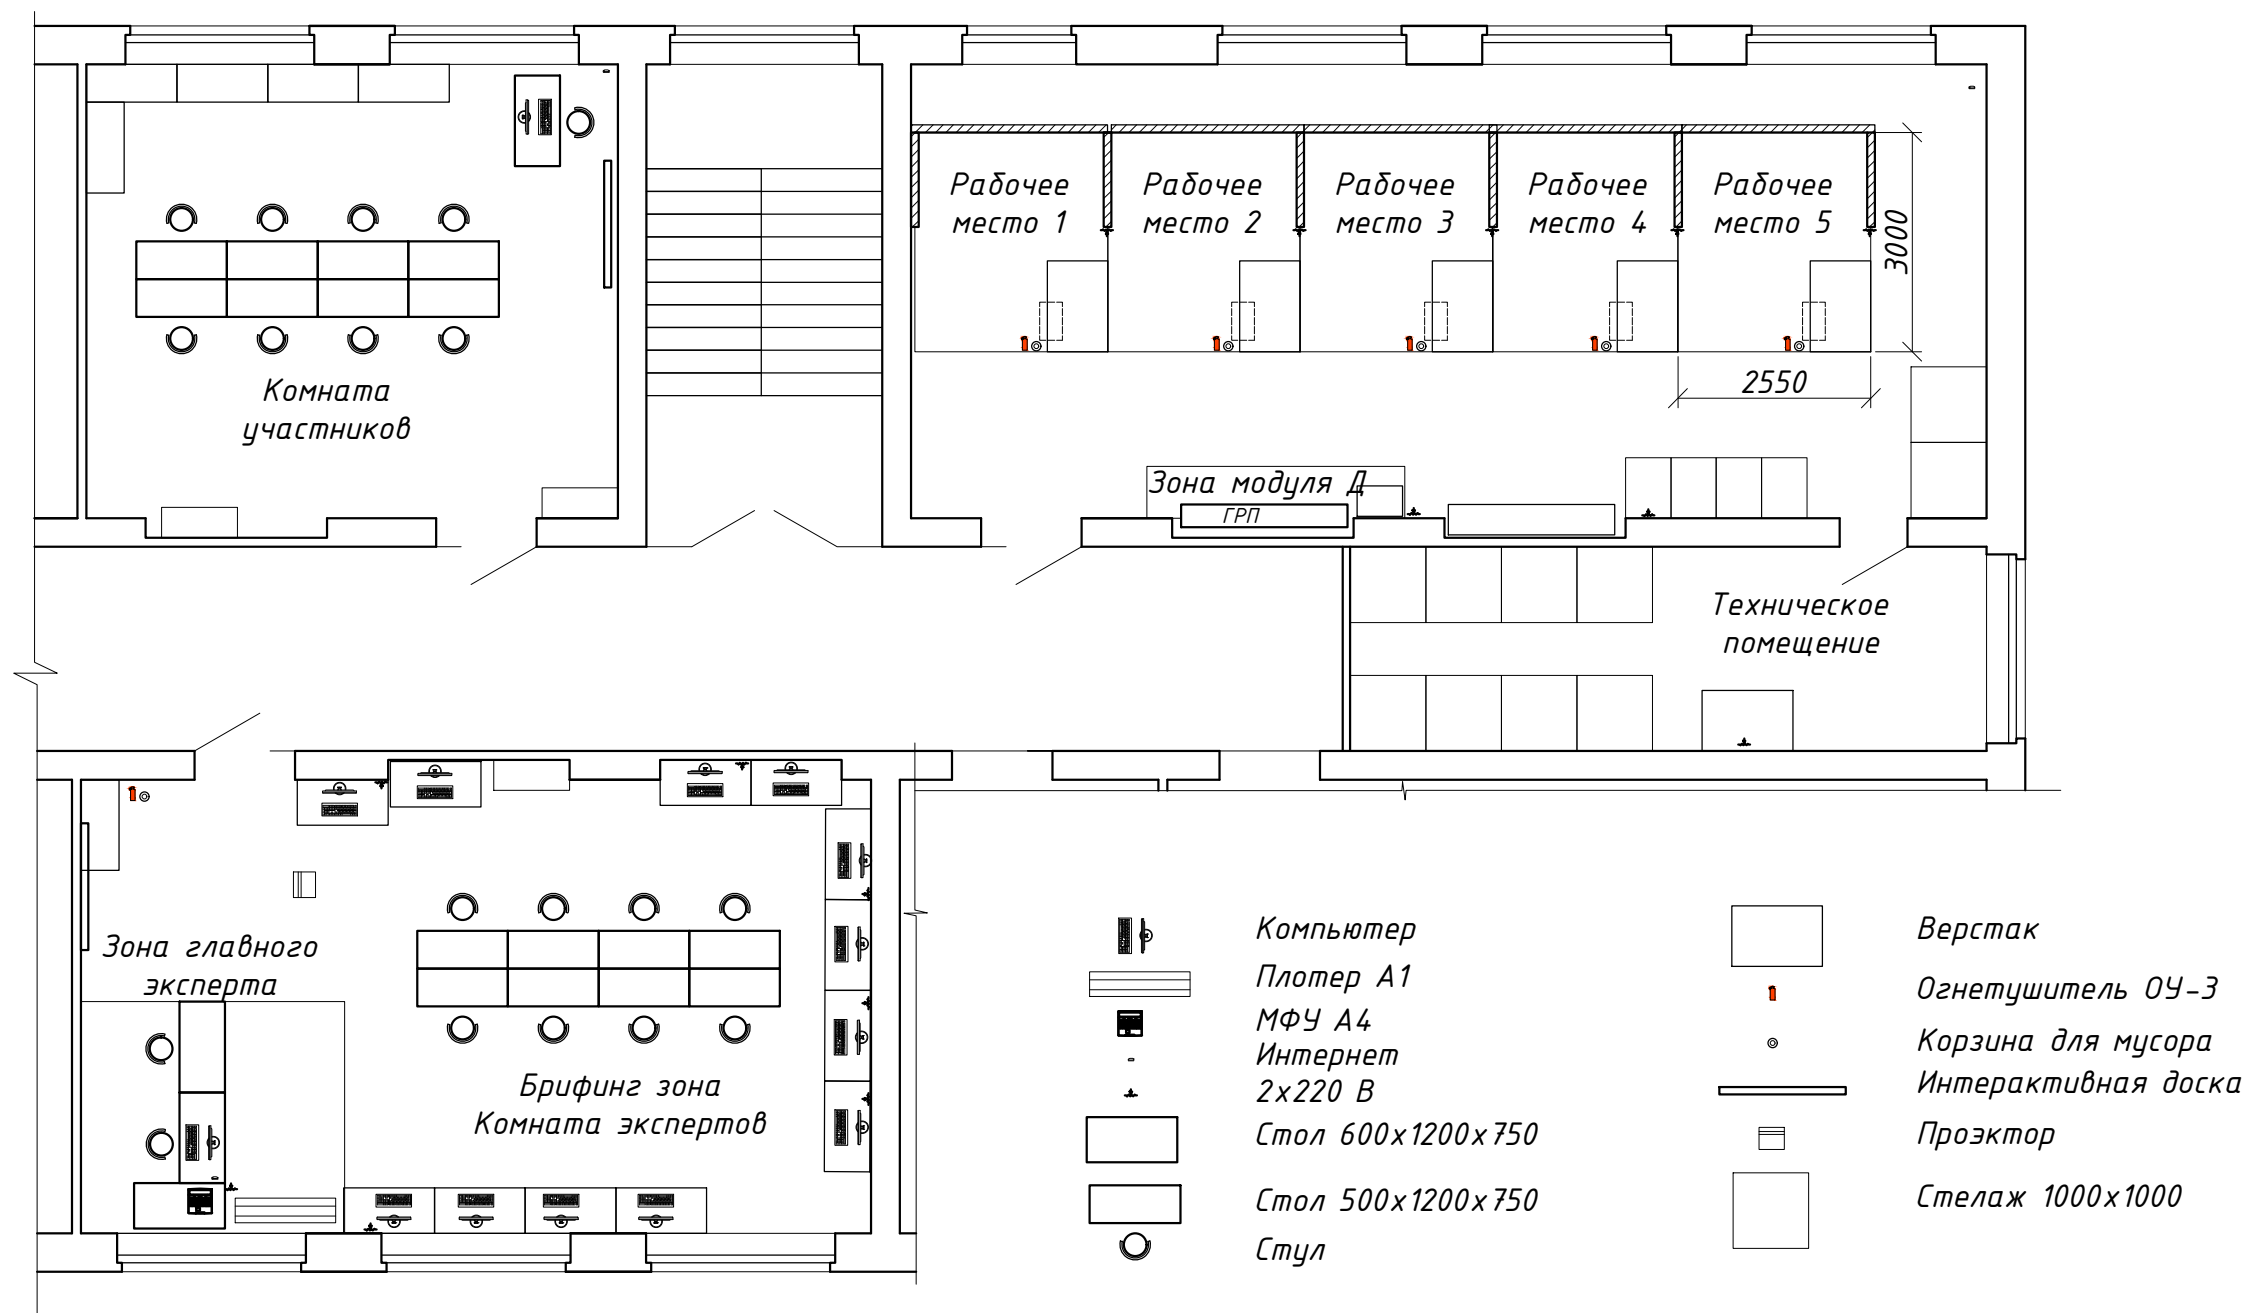 Рабочее
место 1
Рабочее
место 2
Рабочее
место 3
Рабочее
место 4
Рабочее
место 5
3000
2550
Комната
участников
Зона модуля Д
ГРП
Техническое
помещение
Зона главного
эксперта
Брифинг зона
Комната экспертов
Компьютер
Плотер А1
МФУ А4
Интернет
2х220 В
Стол 600х1200х750
Стол 500х1200х750
Стул
Верстак
Огнетушитель ОУ-3
Корзина для мусора
Интерактивная доска
Проэктор
Стелаж 1000х1000